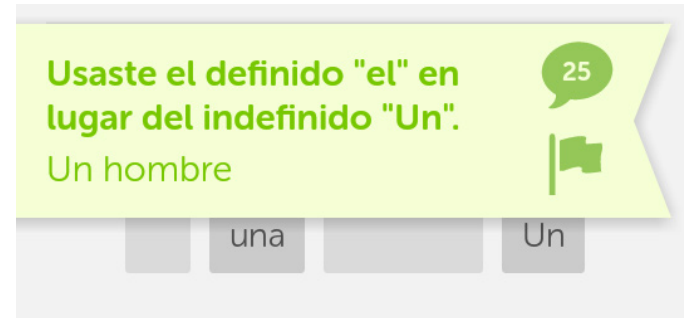 Usaste el definido "el" en
lugar del indefinido "Un".
Un hombre
25
una Un